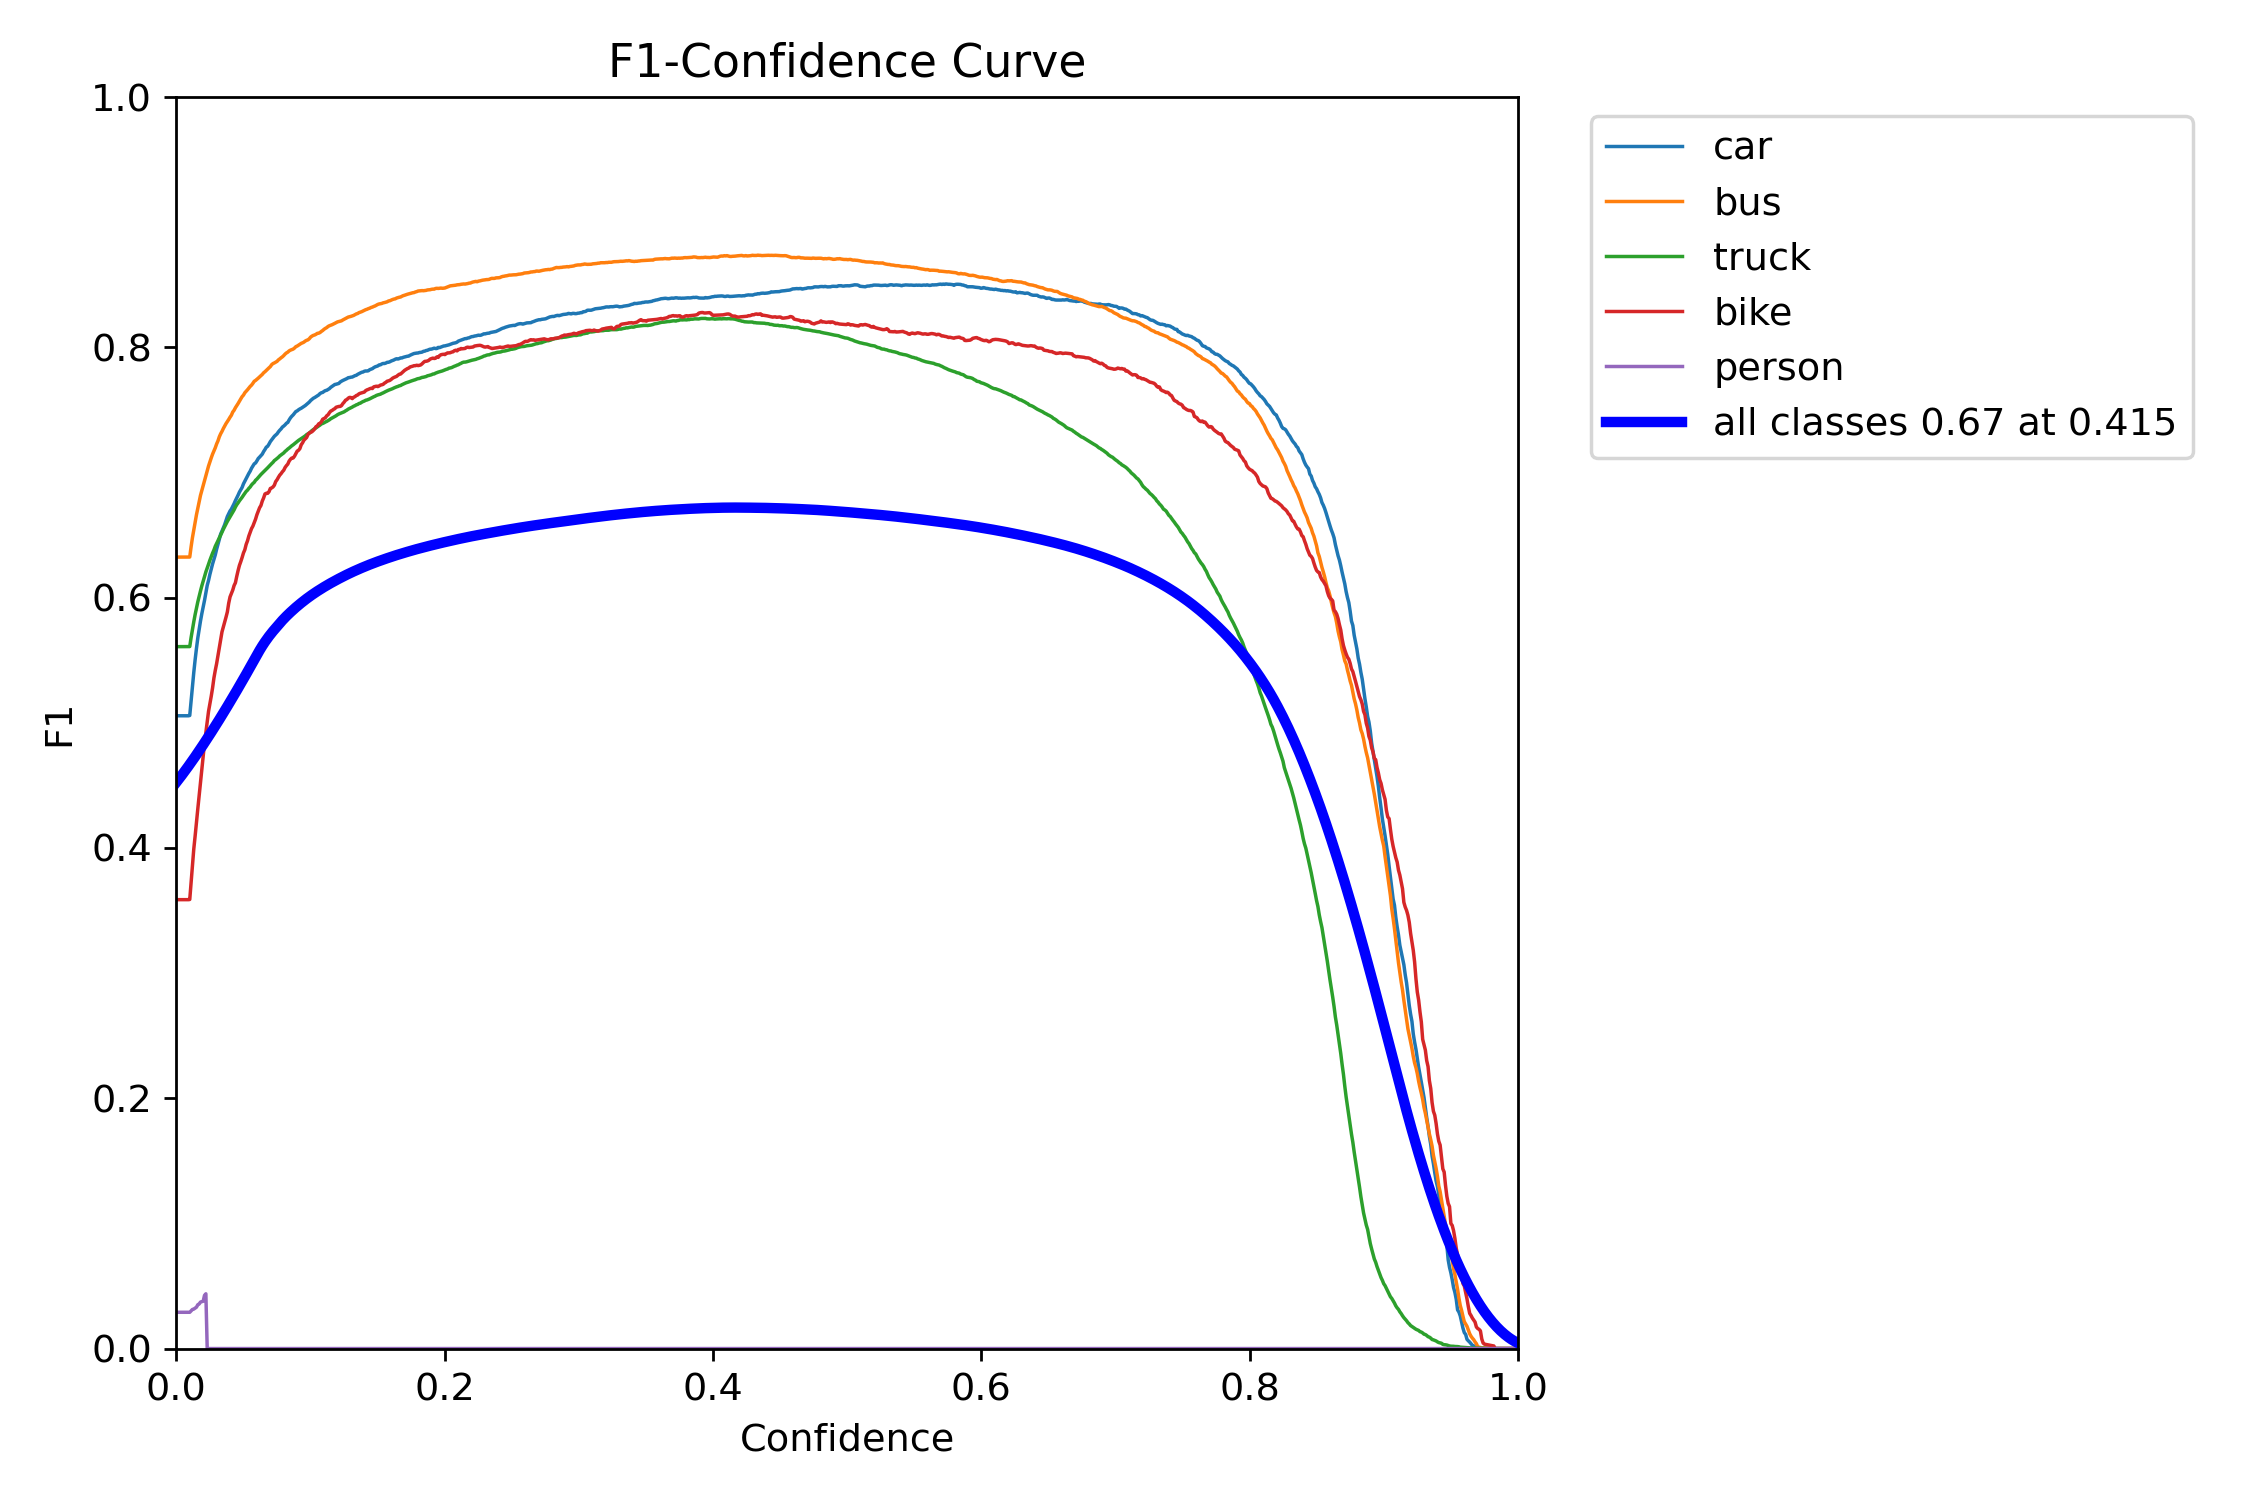 F1-Confidence Curve
1.0
0.8
0.6
0.4
0.2
0.0
F1
0.0 0.2 0.4 0.6 0.8 1.0
Confidence
car
bus
truck
bike
person
all classes 0.67 at 0.415